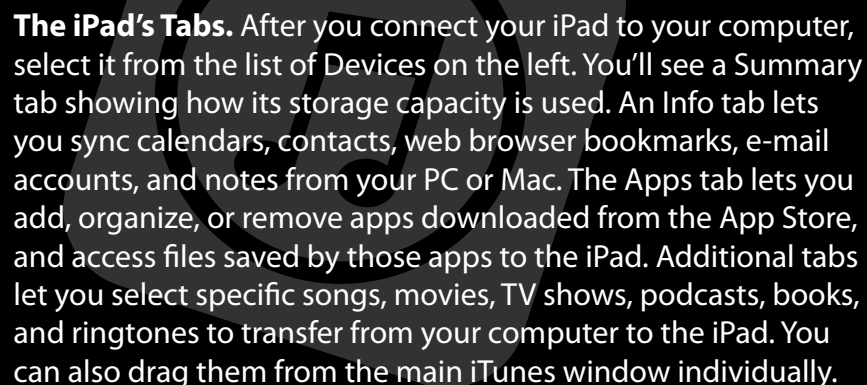 The iPad’s Tabs. After you connect your iPad to your computer,
select it from the list of Devices on the left. You’ll see a Summary
tab showing how its storage capacity is used. An Info tab lets
you sync calendars, contacts, web browser bookmarks, e-mail
accounts, and notes from your PC or Mac. The Apps tab lets you
add, organize, or remove apps downloaded from the App Store,
and access files saved by those apps to the iPad. Additional tabs
let you select specific songs, movies, TV shows, podcasts, books,
and ringtones to transfer from your computer to the iPad. You
can also drag them from the main iTunes window individually.